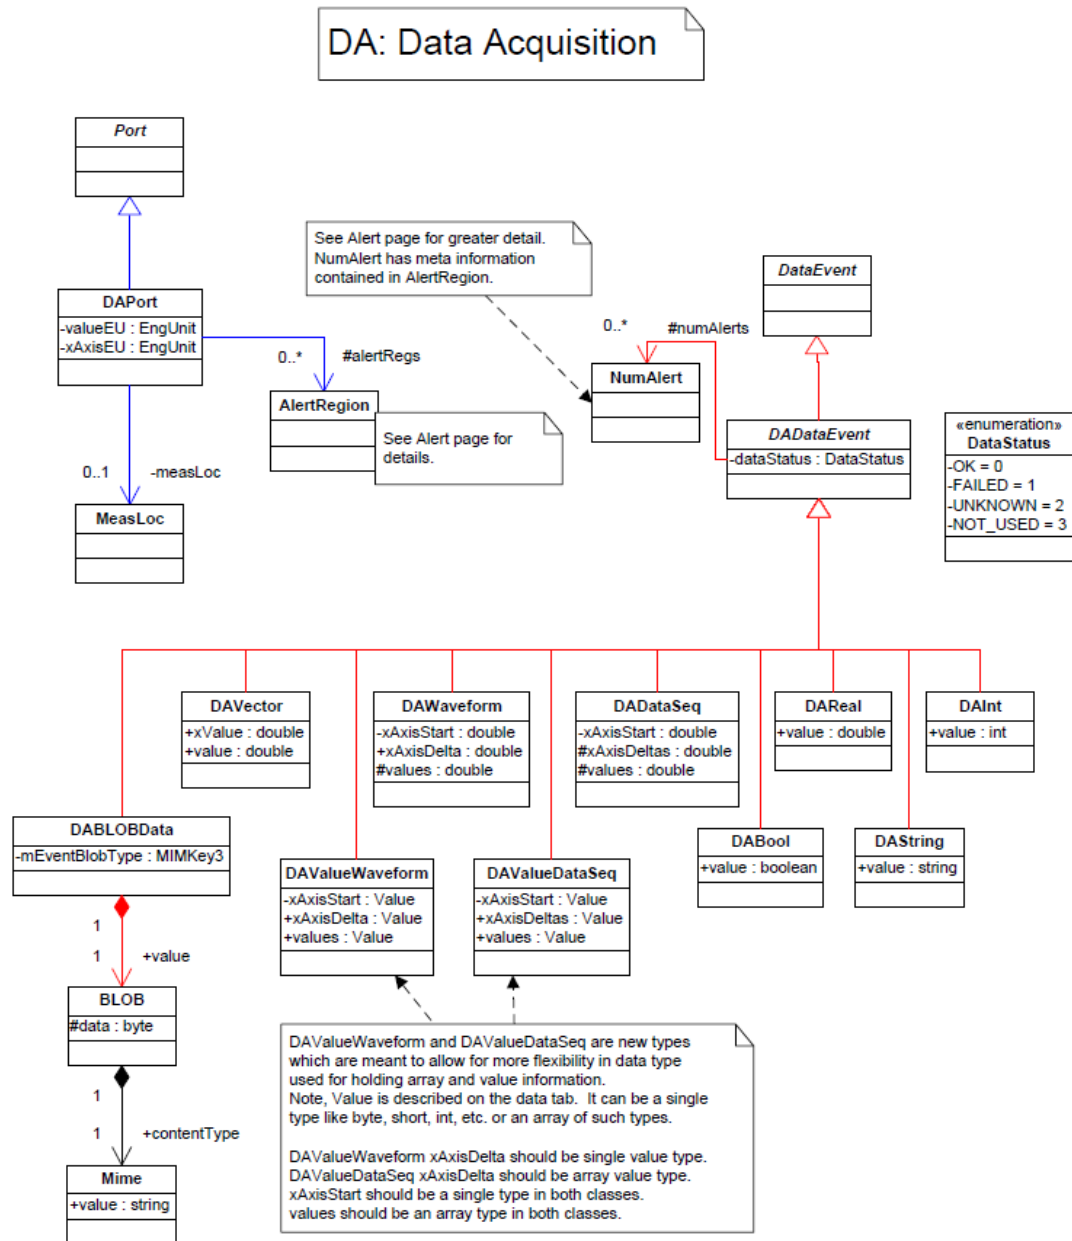 DA: Data Acquisition
Port
See Alert page for greater detail.
NumAlert has meta information
contained in AlertRegion.
DataEvent
DAPort
-valueEU : EngUnit
-xAxisEU : EngUnit
0..*
#alertRegs
0..*
#numAlerts
NumAlert
AlertRegion
See Alert page for
details.
DADataEvent
-dataStatus : DataStatus
«enumeration»
DataStatus
-OK = 0
-FAILED = 1
-UNKNOWN = 2
-NOT_USED = 3
0..1
-measLoc
MeasLoc
DAVector
+xValue : double
+value : double
DAWaveform
-xAxisStart : double
+xAxisDelta : double
#values : double
DADataSeq
-xAxisStart : double
#xAxisDeltas : double
#values : double
DAReal
+value : double
DAInt
+value : int
DABLOBData
-mEventBlobType : MIMKey3
DAValueWaveform
-xAxisStart : Value
+xAxisDelta : Value
+values : Value
DAValueDataSeq
-xAxisStart : Value
+xAxisDeltas : Value
+values : Value
DABool
+value : boolean
DAString
+value : string
1
1
+value
BLOB
#data : byte
1
1
+contentType
Mime
+value : string
DAValueWaveform and DAValueDataSeq are new types
which are meant to allow for more flexibility in data type
used for holding array and value information.
Note, Value is described on the data tab.  It can be a single
type like byte, short, int, etc. or an array of such types.
DAValueWaveform xAxisDelta should be single value type.
DAValueDataSeq xAxisDelta should be array value type.
xAxisStart should be a single type in both classes.
values should be an array type in both classes.